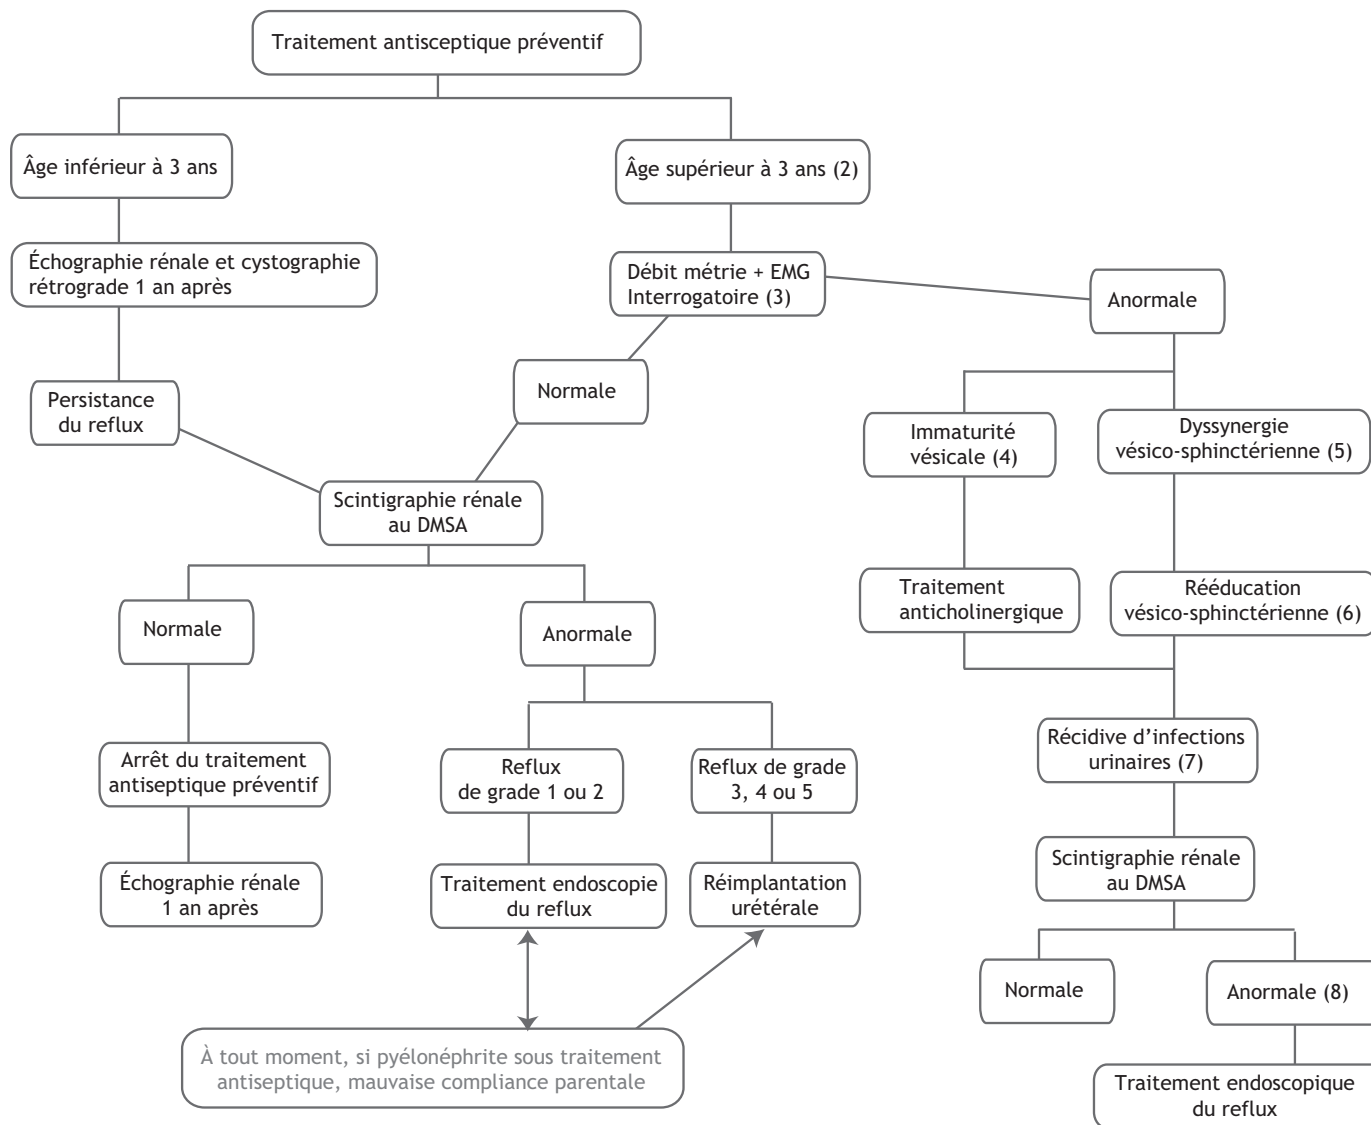 Traitement antisceptique préventif
Âge inférieur à 3 ans
Âge supérieur à 3 ans (2)
Échographie rénale et cystographie
rétrograde 1 an après
Débit métrie + EMG
Interrogatoire (3)
Anormale
Persistance
du reflux
Normale
Immaturité
vésicale (4)
Dyssynergie
vésico-sphinctérienne (5)
Scintigraphie rénale
au DMSA
Traitement
anticholinergique
Rééducation
vésico-sphinctérienne (6)
Normale
Anormale
Récidive d’infections
urinaires (7)
Arrêt du traitement
antiseptique préventif
Reflux
de grade 1 ou 2
Reflux de grade
3, 4 ou 5
Scintigraphie rénale
au DMSA
Échographie rénale
1 an après
Traitement endoscopie
du reflux
Réimplantation
urétérale
Normale
Anormale (8)
À tout moment, si pyélonéphrite sous traitement
antiseptique, mauvaise compliance parentale
Traitement endoscopique
du reflux